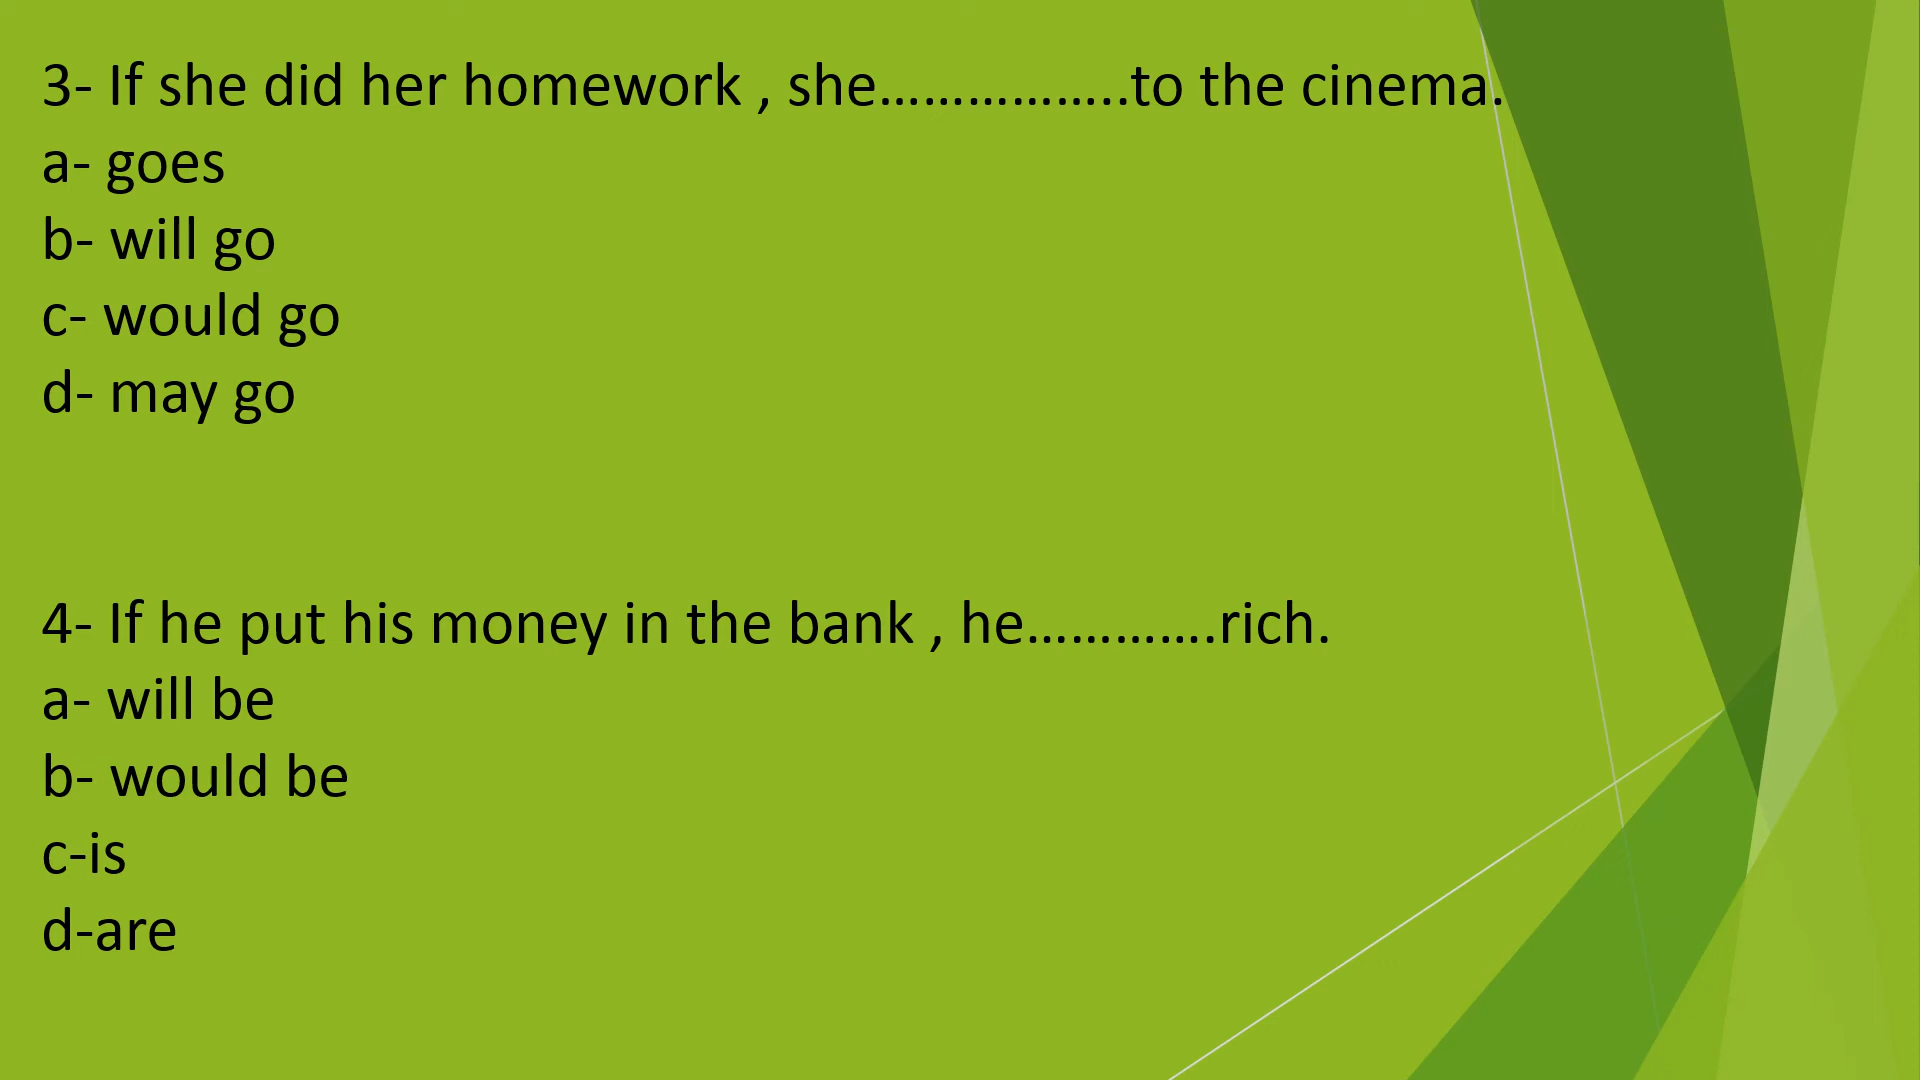 3- If she did her homework , she……………..to the cinema.
a- goes
b- will go
c- would go
d- may go
4- If he put his money in the bank , he………….rich.
a- will be
b- would be
c-is
d-are